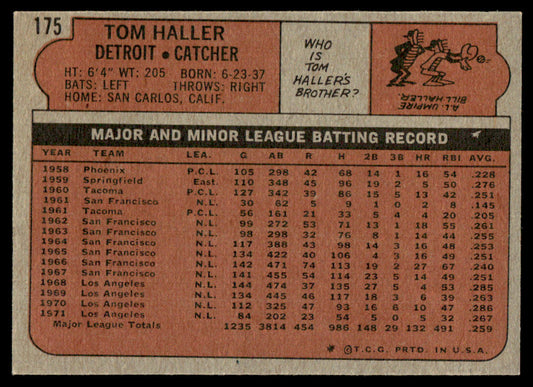 175
TOM HALLER
DETROIT • CATCHER
HT: 6'4" WT: 205 BORN: 6-23-37
BATS: LEFT THROWS: RIGHT
HOME: SAN CARLOS, CALIF.
WHO
IS
TOM
HALLER'S
BROTHER?
A.L. UMPIRE
BILL HALLER
MAJOR AND MINOR LEAGUE BATTING RECORD
YEAR TEAM LEA. G AB R H 2B 3B HR RBI AVG.
1958 Phoenix P.C.L. 105 298 42 68 14 1 16 54 .228
1959 Springfield East. 110 348 45 96 19 2 5 50 .276
1960 Tacoma P.C.L. 127 342 39 86 15 5 13 42 .251
1961 San Francisco N.L. 30 62 5 9 1 0 2 8 .145
1961 Tacoma P.C.L. 56 161 21 33 2 1 4 20 .205
1962 San Francisco N.L. 99 272 53 71 13 1 18 55 .261
1963 San Francisco N.L. 98 298 32 76 8 1 14 44 .255
1964 San Francisco N.L. 117 388 43 98 14 3 16 48 .253
1965 San Francisco N.L. 134 422 40 106 4 3 16 49 .251
1966 San Francisco N.L. 142 471 74 113 19 2 27 67 .240
1967 San Francisco N.L. 141 455 54 114 23 5 14 49 .251
1968 Los Angeles N.L. 144 474 37 135 27 5 4 53 .285
1969 Los Angeles N.L. 134 445 46 117 18 3 6 39 .263
1970 Los Angeles N.L. 112 325 47 93 16 6 10 47 .286
1971 Los Angeles N.L. 84 202 23 54 5 0 5 32 .267
Major League Totals 1235 3814 454 986 148 29 132 491 .259
©T.C.G. PRTD. IN U.S.A.